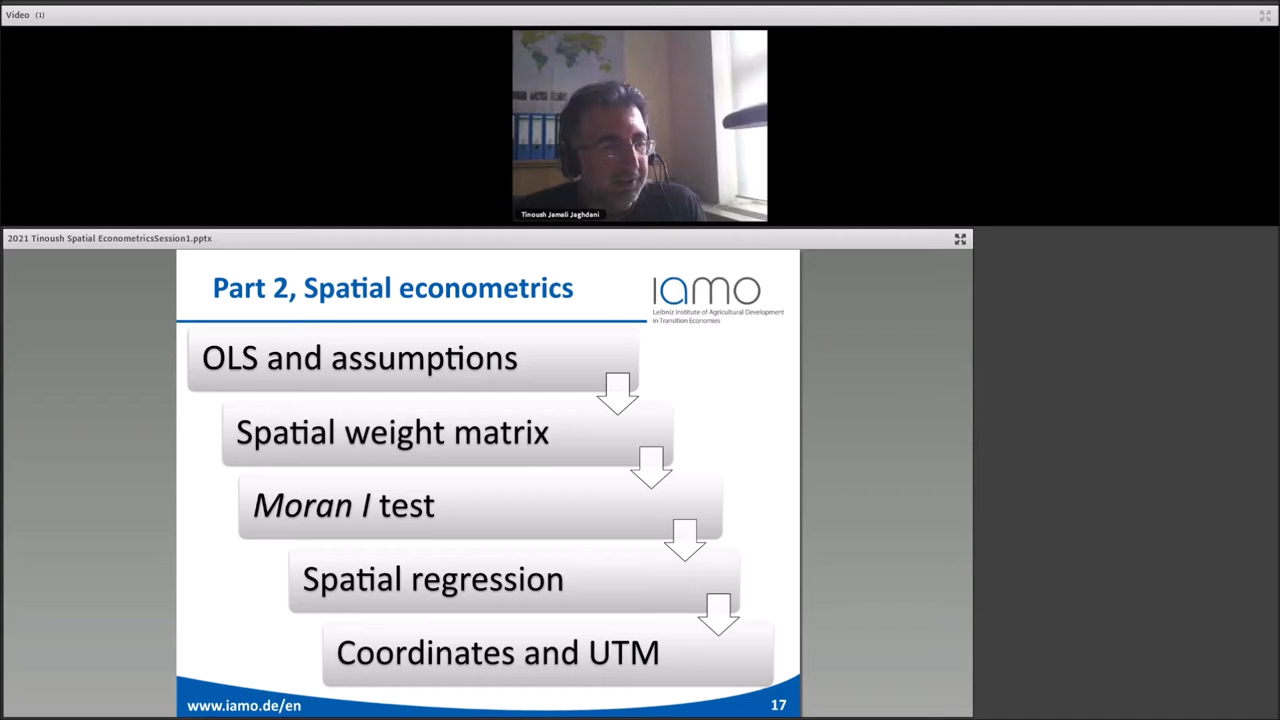 Video (1)
Tinoush Jamali Jaghdani
2021 Tinoush Spatial EconometricsSession1.pptx
Part 2, Spatial econometrics
iamo
Leibniz Institute of Agricultural Development
in Transition Economies
OLS and assumptions
Spatial weight matrix
Moran I test
Spatial regression
Coordinates and UTM
www.iamo.de/en
17